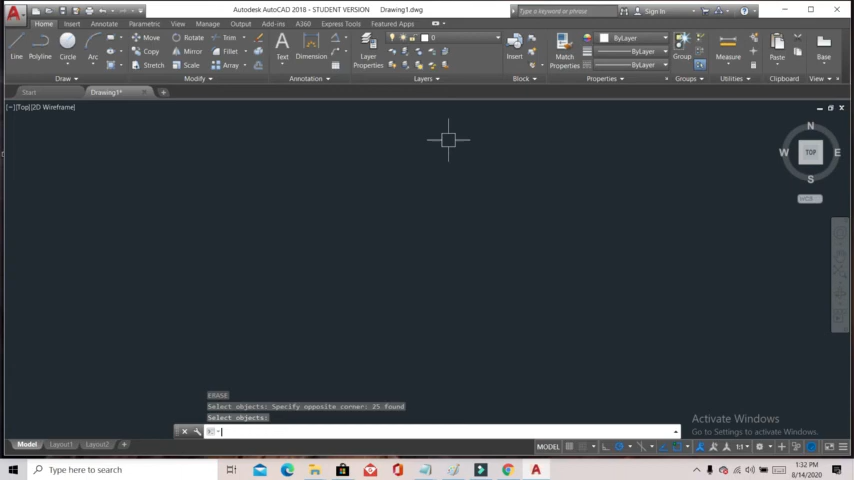 Autodesk AutoCAD 2018 - STUDENT VERSION Drawing1.dwg
Type a keyword or phrase
Sign In
Home Insert Annotate Parametric View Manage Output Add-ins A360 Express Tools Featured Apps
Line Polyline Circle Arc
Move Rotate Trim
Copy Mirror Fillet
Stretch Scale Array
Text Dimension
Layer Properties
0
Insert
Match Properties
ByLayer
ByLayer
ByLayer
Group
Measure
Paste
Base
Draw Modify Annotation Layers Block Properties Groups Utilities Clipboard View
Start Drawing1*
[−][Top][2D Wireframe]
N
W TOP E
S
WCS
ERASE
Select objects: Specify opposite corner: 25 found
Select objects:
Activate Windows
Go to Settings to activate Windows.
Model Layout1 Layout2
MODEL 1:1
Type here to search
1:32 PM
8/14/2020